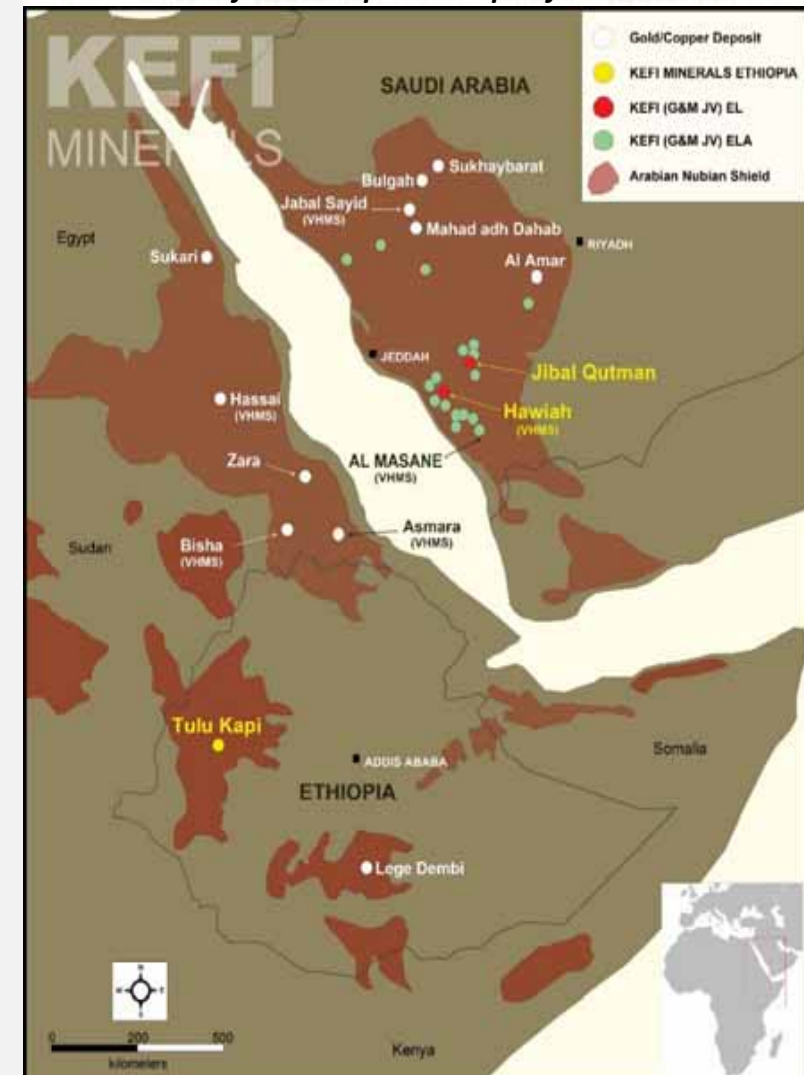 KEFI
MINERALS
SAUDI ARABIA
Gold/Copper Deposit
KEFI MINERALS ETHIOPIA
KEFI (G&M JV) EL
KEFI (G&M JV) ELA
Arabian Nubian Shield
Sukhaybarat
Bulgah
Jabal Sayid
(VHMS)
Mahad adh Dahab
RIYADH
Egypt
Sukari
Al Amar
JEDDAH
Jibal Qutman
Hawiah
(VHMS)
Hassai
(VHMS)
Zara
AL MASANE
(VHMS)
Asmara
(VHMS)
Sudan
Bisha
(VHMS)
Tulu Kapi
ADDIS ABABA
Somalia
ETHIOPIA
Lege Dembi
N
0 200 500
kilometers
Kenya